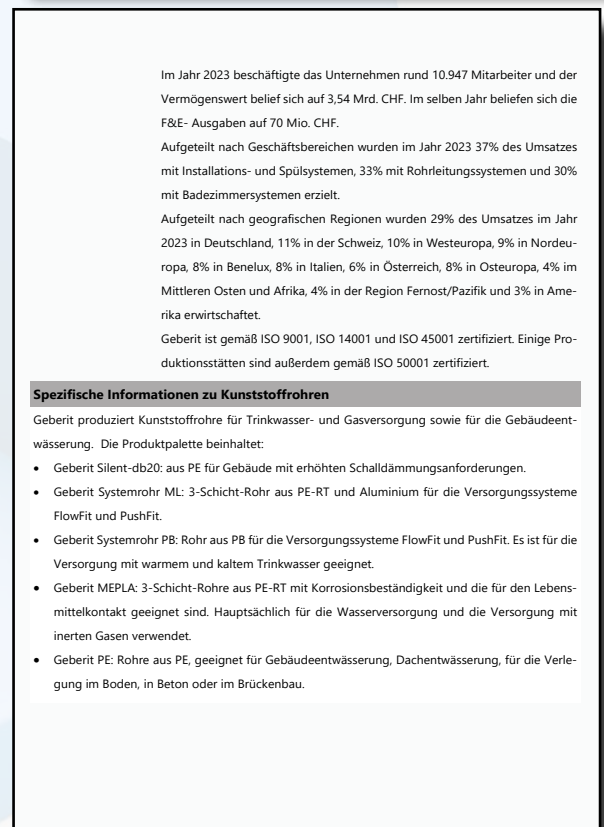 Im Jahr 2023 beschäftigte das Unternehmen rund 10.947 Mitarbeiter und der
Vermögenswert belief sich auf 3,54 Mrd. CHF. Im selben Jahr beliefen sich die
F&E- Ausgaben auf 70 Mio. CHF.
Aufgeteilt nach Geschäftsbereichen wurden im Jahr 2023 37% des Umsatzes
mit Installations- und Spülsystemen, 33% mit Rohrleitungssystemen und 30%
mit Badezimmersystemen erzielt.
Aufgeteilt nach geografischen Regionen wurden 29% des Umsatzes im Jahr
2023 in Deutschland, 11% in der Schweiz, 10% in Westeuropa, 9% in Nordeu-
ropa, 8% in Benelux, 8% in Italien, 6% in Österreich, 8% in Osteuropa, 4% im
Mittleren Osten und Afrika, 4% in der Region Fernost/Pazifik und 3% in Ame-
rika erwirtschaftet.
Geberit ist gemäß ISO 9001, ISO 14001 und ISO 45001 zertifiziert. Einige Pro-
duktionsstätten sind außerdem gemäß ISO 50001 zertifiziert.
Spezifische Informationen zu Kunststoffrohren
Geberit produziert Kunststoffrohre für Trinkwasser- und Gasversorgung sowie für die Gebäudeent-
wässerung. Die Produktpalette beinhaltet:
• Geberit Silent-db20: aus PE für Gebäude mit erhöhten Schalldämmungsanforderungen.
• Geberit Systemrohr ML: 3-Schicht-Rohr aus PE-RT und Aluminium für die Versorgungssysteme
FlowFit und PushFit.
• Geberit Systemrohr PB: Rohr aus PB für die Versorgungssysteme FlowFit und PushFit. Es ist für die
Versorgung mit warmem und kaltem Trinkwasser geeignet.
• Geberit MEPLA: 3-Schicht-Rohre aus PE-RT mit Korrosionsbeständigkeit und die für den Lebens-
mittelkontakt geeignet sind. Hauptsächlich für die Wasserversorgung und die Versorgung mit
inerten Gasen verwendet.
• Geberit PE: Rohre aus PE, geeignet für Gebäudeentwässerung, Dachentwässerung, für die Verle-
gung im Boden, in Beton oder im Brückenbau.